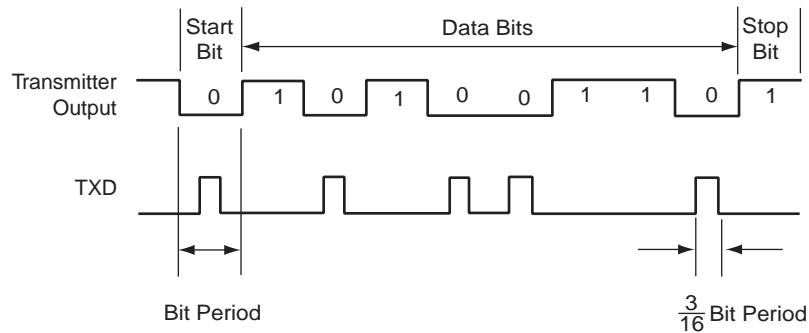 Start Bit
Data Bits
Stop Bit
Transmitter Output
0 1 0 1 0 0 1 1 0 1
TXD
Bit Period
3/16 Bit Period